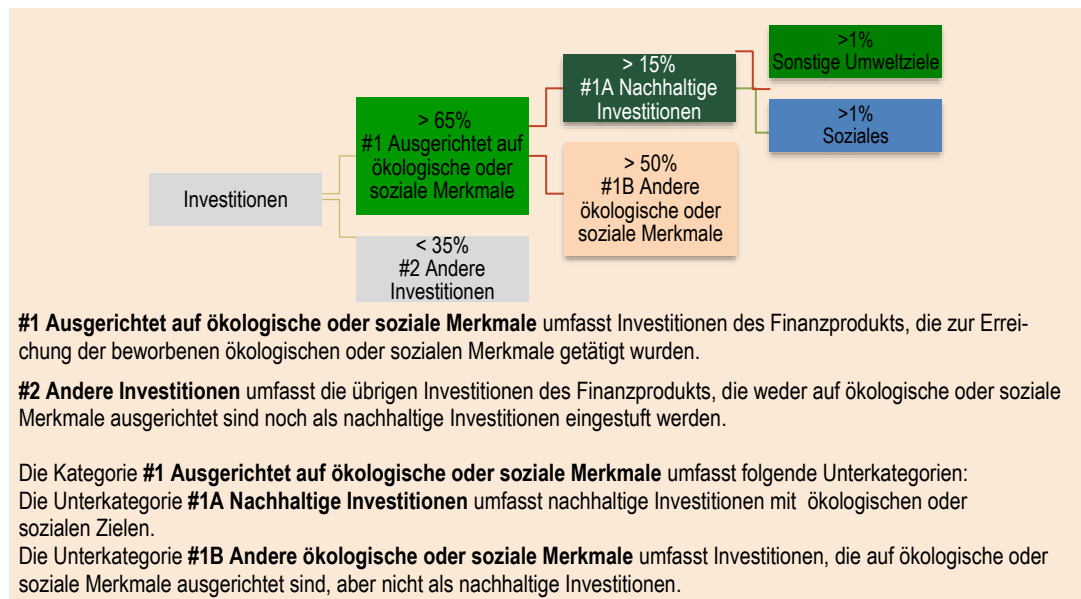 >1%
Sonstige Umweltziele
> 15%
#1A Nachhaltige
Investitionen
>1%
Soziales
> 65%
#1 Ausgerichtet auf
ökologische oder
soziale Merkmale
> 50%
#1B Andere
ökologische oder
soziale Merkmale
Investitionen
< 35%
#2 Andere
Investitionen
#1 Ausgerichtet auf ökologische oder soziale Merkmale umfasst Investitionen des Finanzprodukts, die zur Errei-
chung der beworbenen ökologischen oder sozialen Merkmale getätigt wurden.
#2 Andere Investitionen umfasst die übrigen Investitionen des Finanzprodukts, die weder auf ökologische oder soziale
Merkmale ausgerichtet sind noch als nachhaltige Investitionen eingestuft werden.
Die Kategorie #1 Ausgerichtet auf ökologische oder soziale Merkmale umfasst folgende Unterkategorien:
Die Unterkategorie #1A Nachhaltige Investitionen umfasst nachhaltige Investitionen mit ökologischen oder
sozialen Zielen.
Die Unterkategorie #1B Andere ökologische oder soziale Merkmale umfasst Investitionen, die auf ökologische oder
soziale Merkmale ausgerichtet sind, aber nicht als nachhaltige Investitionen.